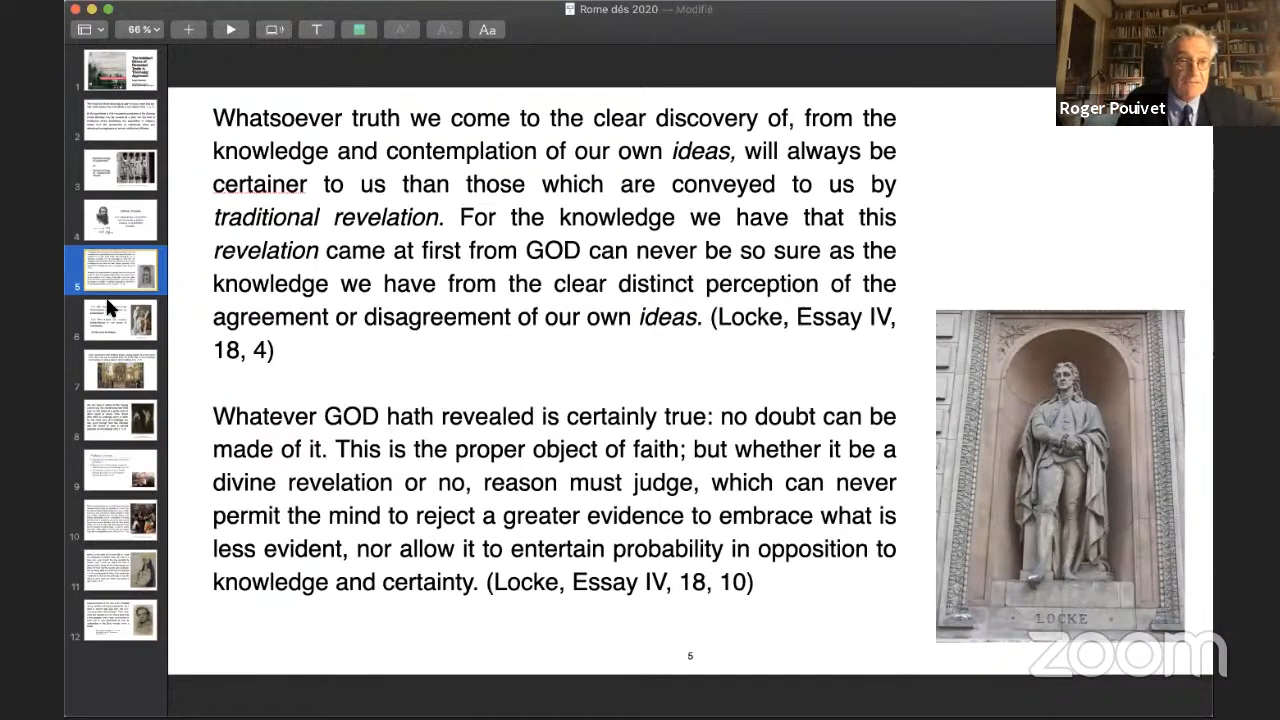 Rome dés 2020 — Modifié
66 %
T
Aa
Roger Pouivet
1
2
3
4
5
6
7
8
9
10
11
12
Whatsoever truth we come to the clear discovery of, from the
knowledge and contemplation of our own ideas, will always be
certainer to us than those which are conveyed to us by
traditional revelation. For the knowledge we have that this
revelation came at first from GOD can never be so sure as the
knowledge we have from the clear distinct perception of the
agreement or disagreement of our own ideas. (Locke, Essay IV,
18, 4)
Whatever GOD hath revealed is certainly true: no doubt can be
made of it. This is the proper object of faith; but whether it be a
divine revelation or no, reason must judge, which can never
permit the mind to reject a greater evidence to embrace what is
less evident, nor allow it to entertain probability in opposition to
knowledge and certainty. (Locke, Essay IV, 18, 10)
LOCKE
5
zoom